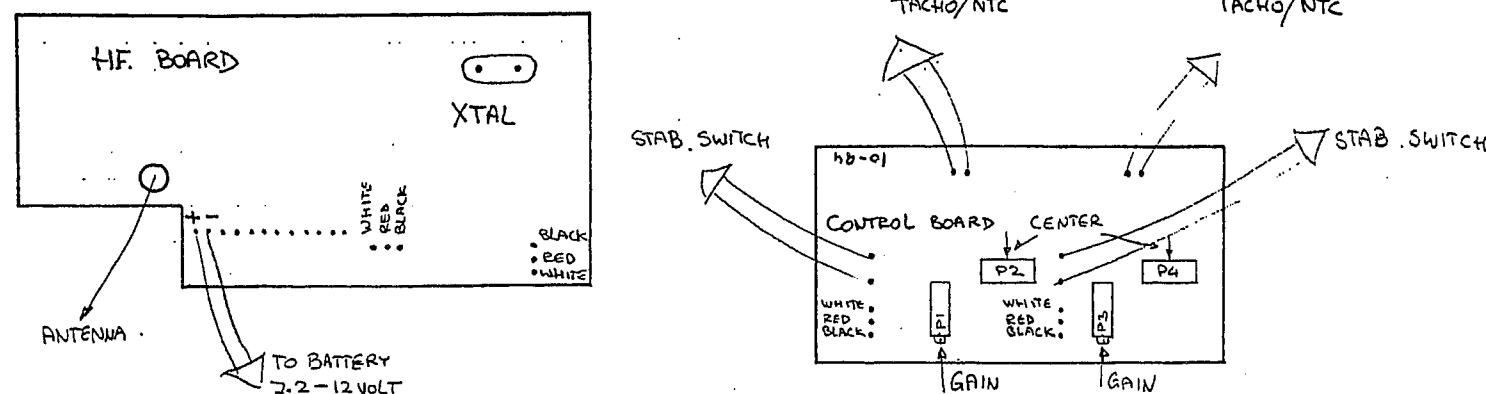 HF. BOARD
XTAL
+ -
WHITE
RED
BLACK
BLACK
RED
WHITE
ANTENNA.
TO BATTERY
7.2-12 VOLT
TACHO/NTC
TACHO/NTC
STAB. SWITCH
STAB. SWITCH
CONTROL BOARD
CENTER
P2
P4
WHITE
RED
BLACK
P1
WHITE
RED
BLACK
P3
GAIN
GAIN